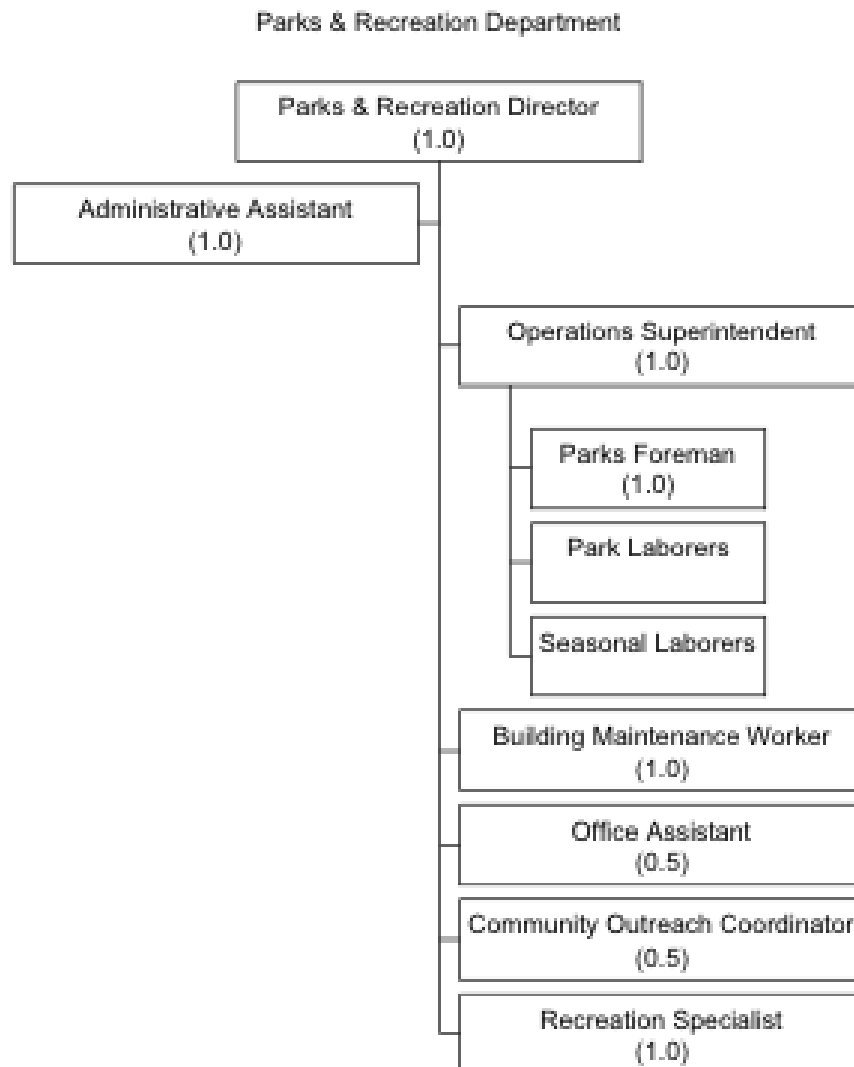 Parks & Recreation Department
Parks & Recreation Director
(1.0)
Administrative Assistant
(1.0)
Operations Superintendent
(1.0)
Parks Foreman
(1.0)
Park Laborers
Seasonal Laborers
Building Maintenance Worker
(1.0)
Office Assistant
(0.5)
Community Outreach Coordinator
(0.5)
Recreation Specialist
(1.0)